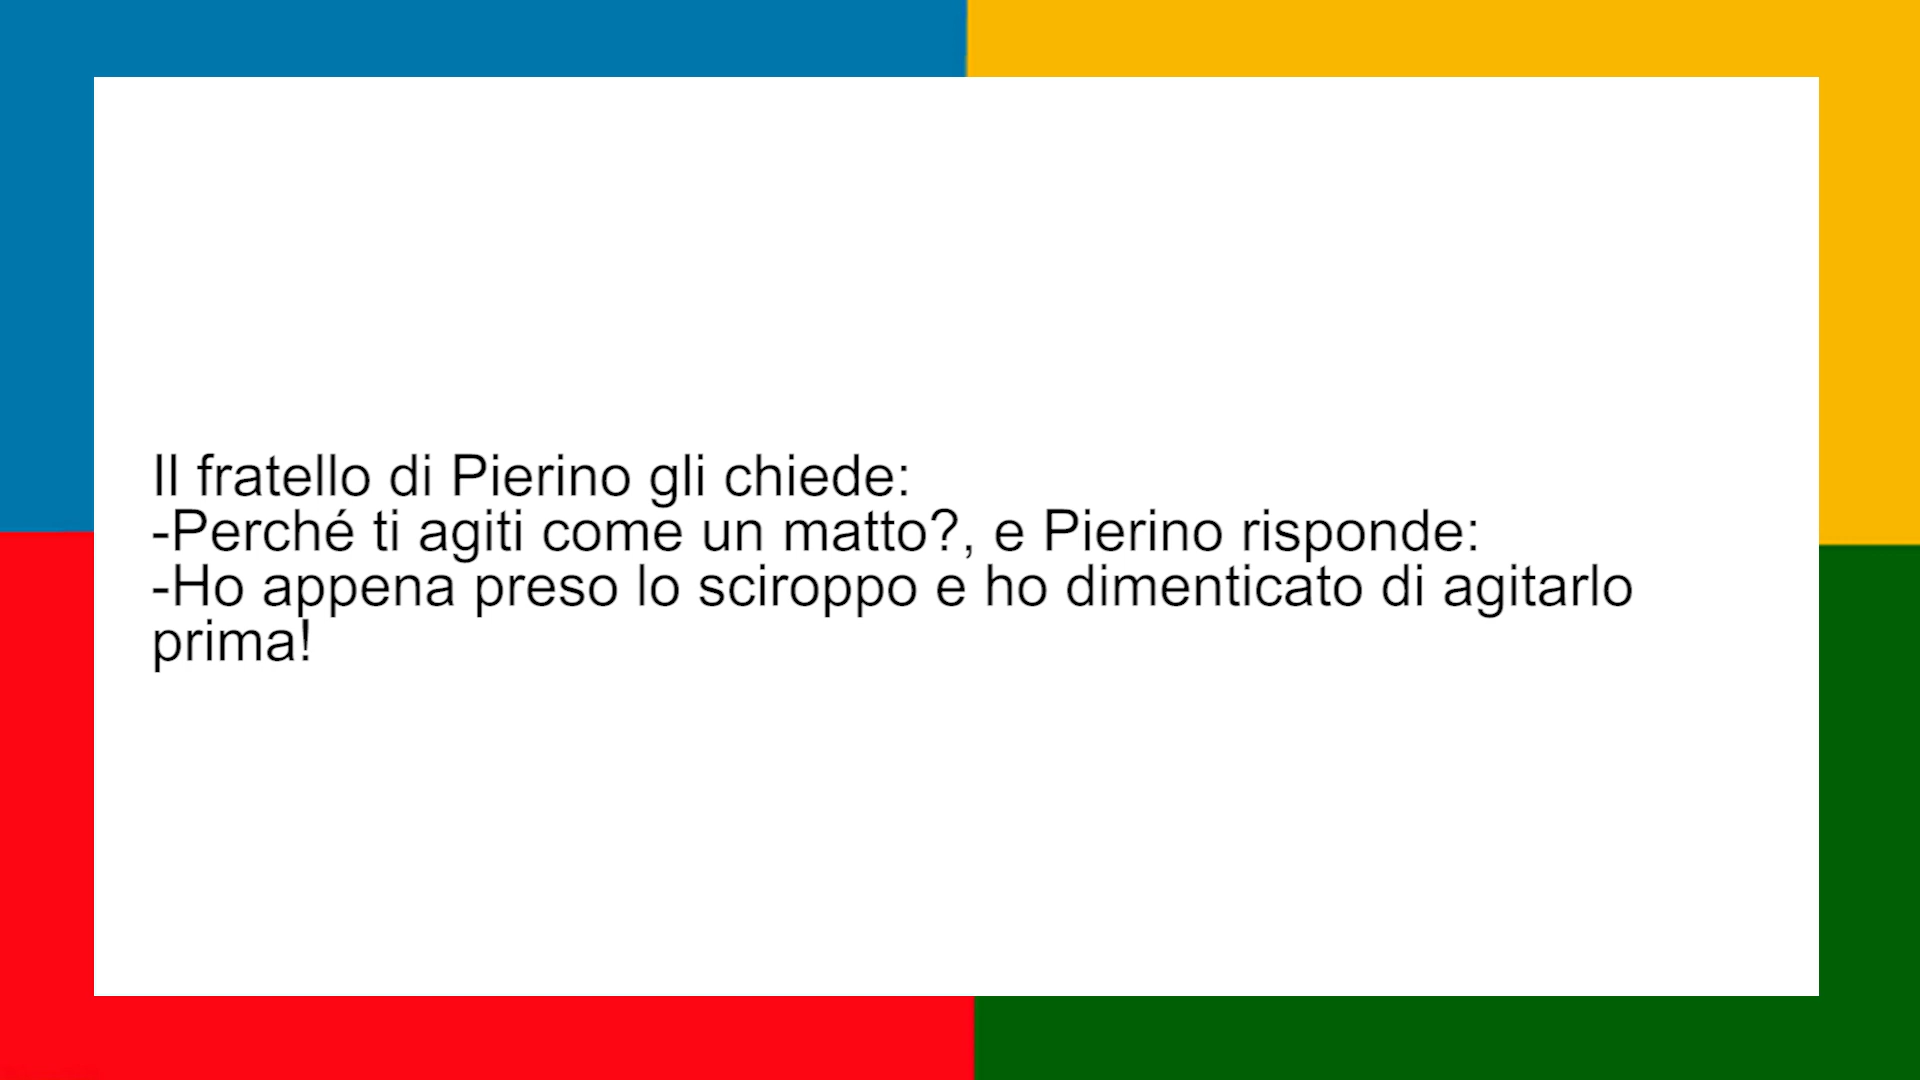 Il fratello di Pierino gli chiede:
-Perché ti agiti come un matto?, e Pierino risponde:
-Ho appena preso lo sciroppo e ho dimenticato di agitarlo
prima!